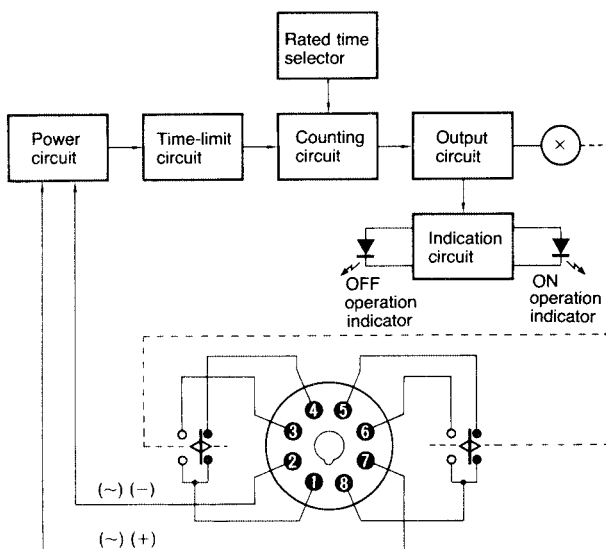 Rated time
selector
Power
circuit
Time-limit
circuit
Counting
circuit
Output
circuit
×
Indication
circuit
OFF
operation
indicator
ON
operation
indicator
4
5
3
6
2
7
1
8
(~) (−)
(~) (+)